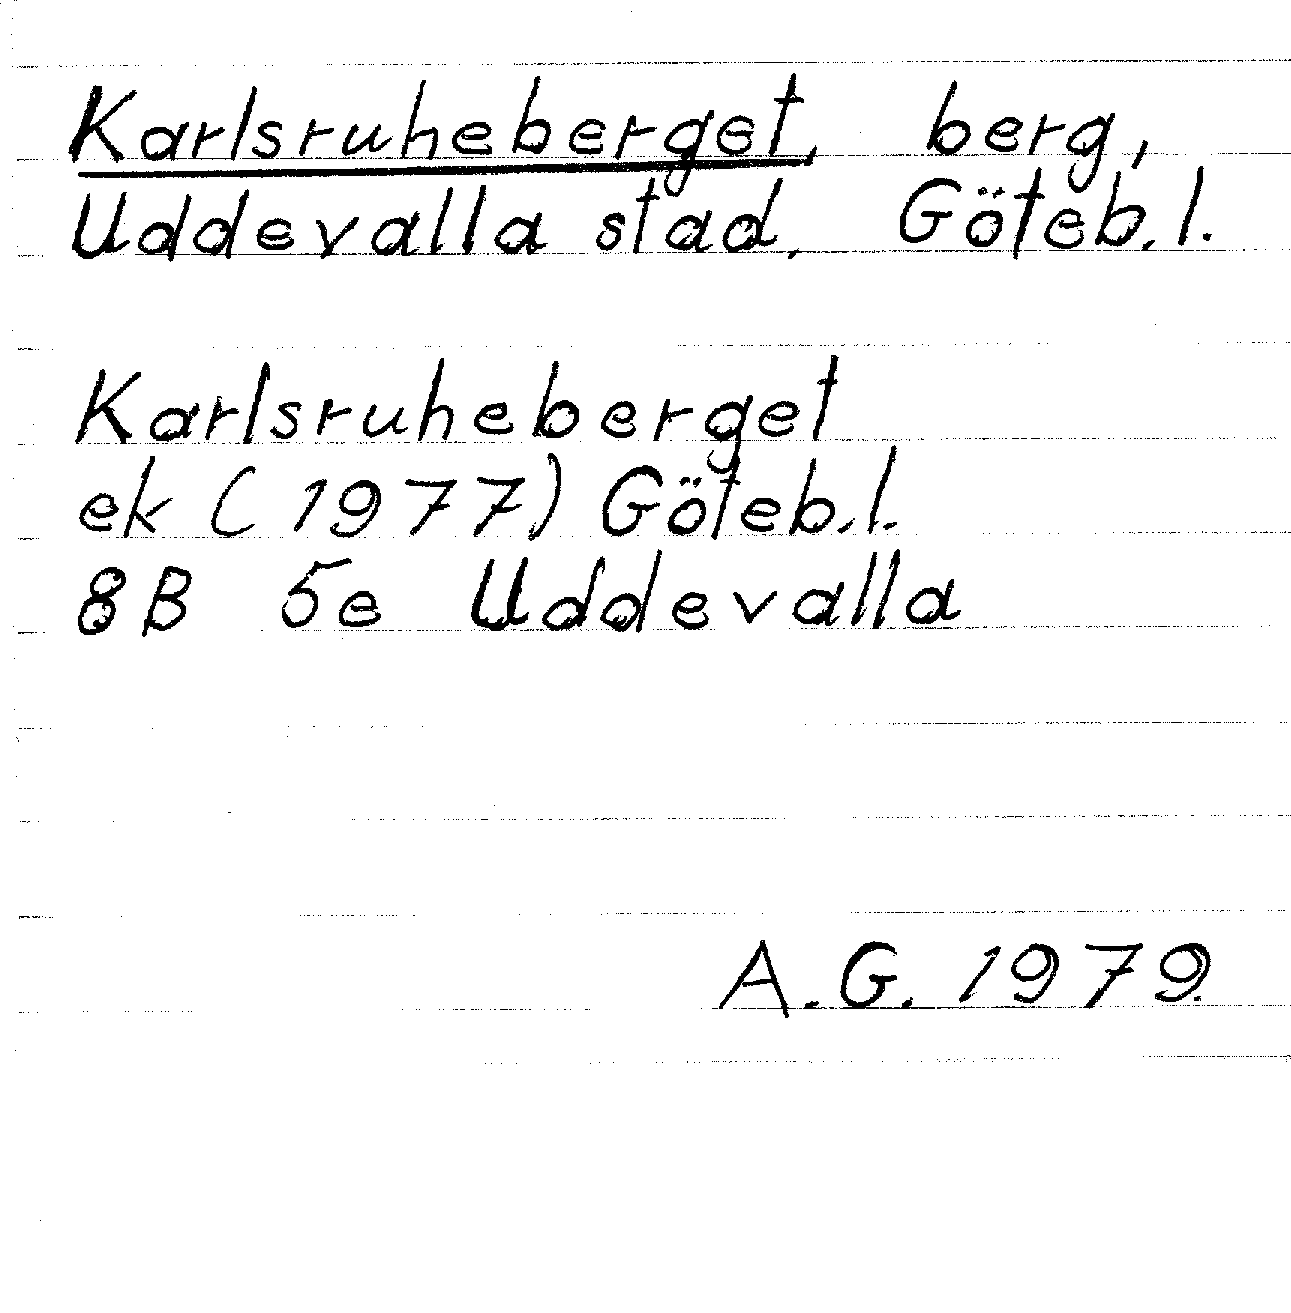 Karlsruheberget, berg,
Uddevalla stad, Göteb.l.
Karlsruheberget
ek (1977) Göteb.l.
8B 5e Uddevalla
A.G. 1979.